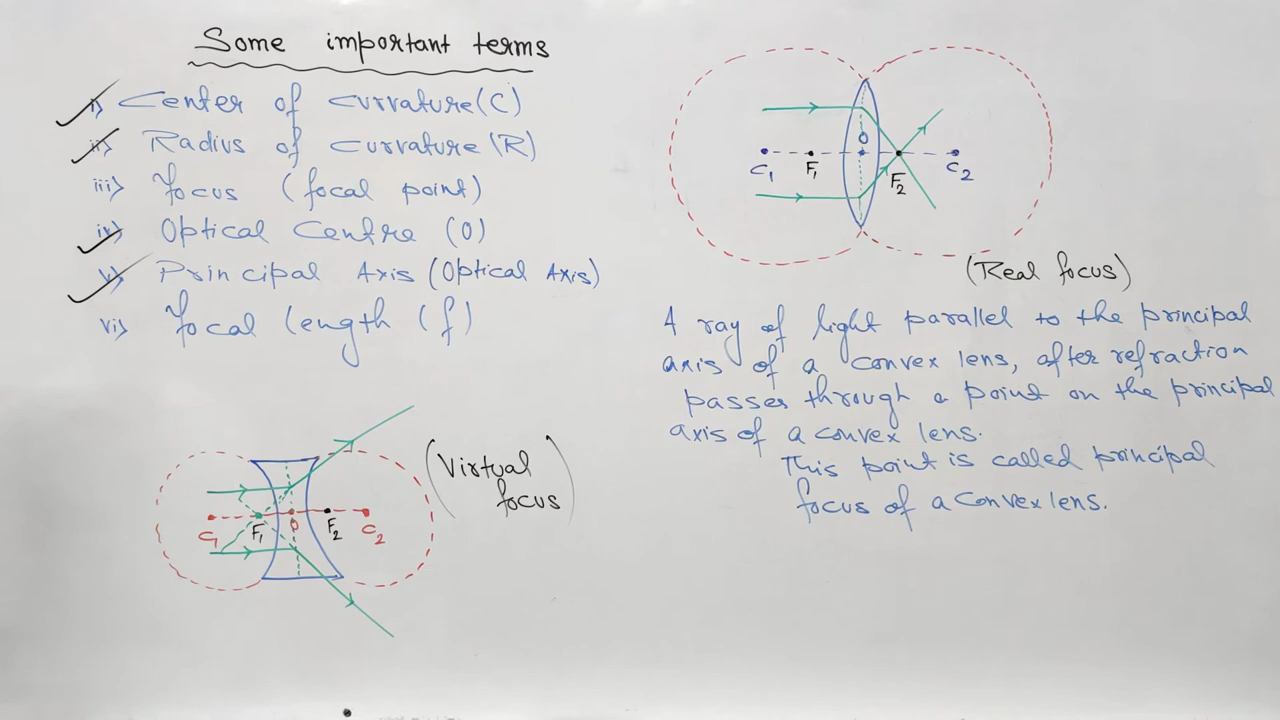 Some important terms
i) Center of Curvature (C)
ii) Radius of Curvature (R)
iii) Focus (focal point)
iv) Optical Centre (O)
v) Principal Axis (Optical Axis)
vi) Focal length (f)
O
C1 F1 F2 C2
(Real focus)
A ray of light parallel to the principal
axis of a convex lens, after refraction
passes through a point on the principal
axis of a convex lens.
This point is called principal
focus of a Convex lens.
(Virtual
focus)
C1 F1 O F2 C2